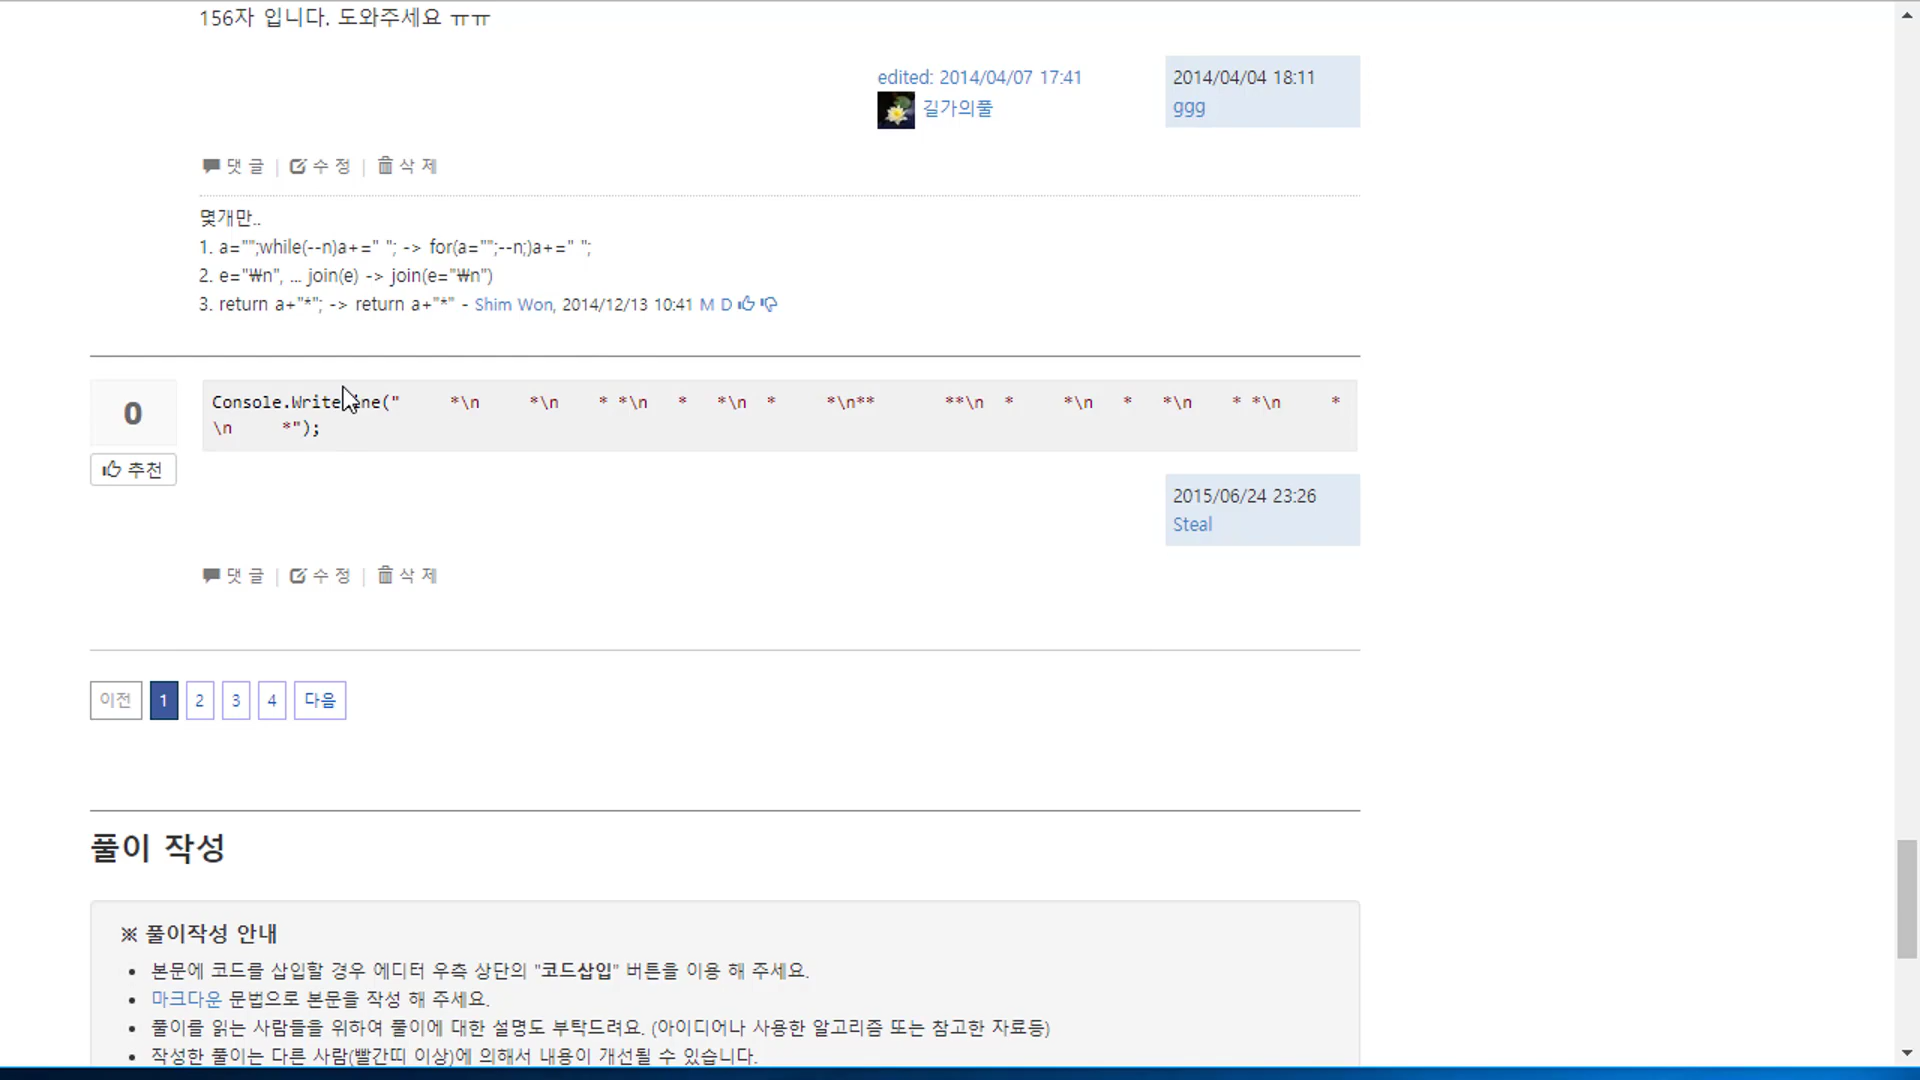 156자 입니다. 도와주세요 ㅠㅠ
edited: 2014/04/07 17:41
길가의풀
2014/04/04 18:11
ggg
댓글 | 수정 | 삭제
몇개만..
1. a="";while(--n)a+=" "; -> for(a="";--n;)a+=" ";
2. e="₩n", ... join(e) -> join(e="₩n")
3. return a+"*"; -> return a+"*" - Shim Won, 2014/12/13 10:41 M D
0
추천
Console.WriteLine("     *\n     *\n    * *\n   *   *\n  *     *\n**       **\n  *     *\n   *   *\n    * *\n     *
\n     *");
2015/06/24 23:26
Steal
댓글 | 수정 | 삭제
이전 1 2 3 4 다음
풀이 작성
※ 풀이작성 안내
• 본문에 코드를 삽입할 경우 에디터 우측 상단의 "코드삽입" 버튼을 이용 해 주세요.
• 마크다운 문법으로 본문을 작성 해 주세요.
• 풀이를 읽는 사람들을 위하여 풀이에 대한 설명도 부탁드려요. (아이디어나 사용한 알고리즘 또는 참고한 자료등)
• 작성한 풀이는 다른 사람(빨간띠 이상)에 의해서 내용이 개선될 수 있습니다.